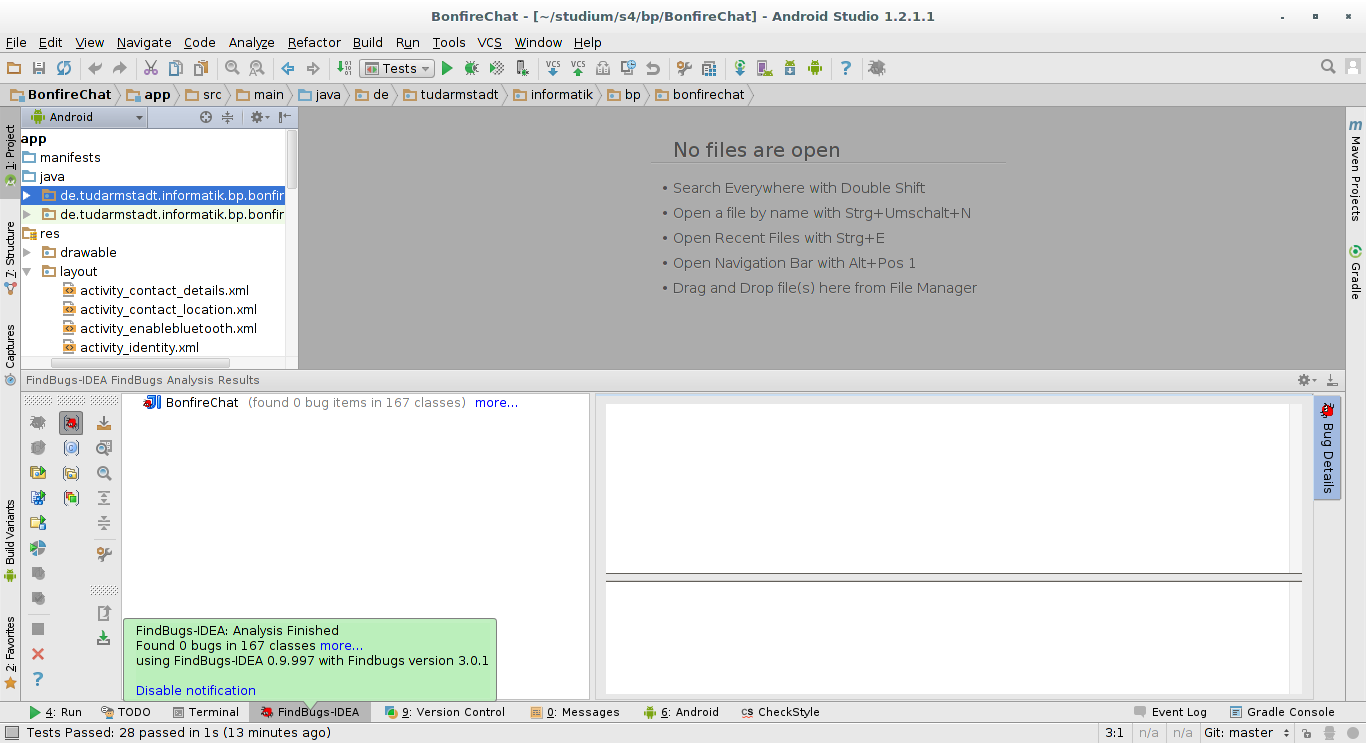 BonfireChat - [~/studium/s4/bp/BonfireChat] - Android Studio 1.2.1.1
File Edit View Navigate Code Analyze Refactor Build Run Tools VCS Window Help
Tests
BonfireChat app src main java de tudarmstadt informatik bp bonfirechat
1: Project
7: Structure
Captures
Build Variants
2: Favorites
Android
app
manifests
java
de.tudarmstadt.informatik.bp.bonfir
de.tudarmstadt.informatik.bp.bonfir
res
drawable
layout
activity_contact_details.xml
activity_contact_location.xml
activity_enablebluetooth.xml
activity_identity.xml
No files are open
• Search Everywhere with Double Shift
• Open a file by name with Strg+Umschalt+N
• Open Recent Files with Strg+E
• Open Navigation Bar with Alt+Pos 1
• Drag and Drop file(s) here from File Manager
Maven Projects
Gradle
FindBugs-IDEA FindBugs Analysis Results
BonfireChat (found 0 bug items in 167 classes) more...
Bug Details
FindBugs-IDEA: Analysis Finished
Found 0 bugs in 167 classes more...
using FindBugs-IDEA 0.9.997 with Findbugs version 3.0.1
Disable notification
4: Run TODO Terminal FindBugs-IDEA 9: Version Control 0: Messages 6: Android CheckStyle Event Log Gradle Console
Tests Passed: 28 passed in 1s (13 minutes ago) 3:1 n/a n/a Git: master